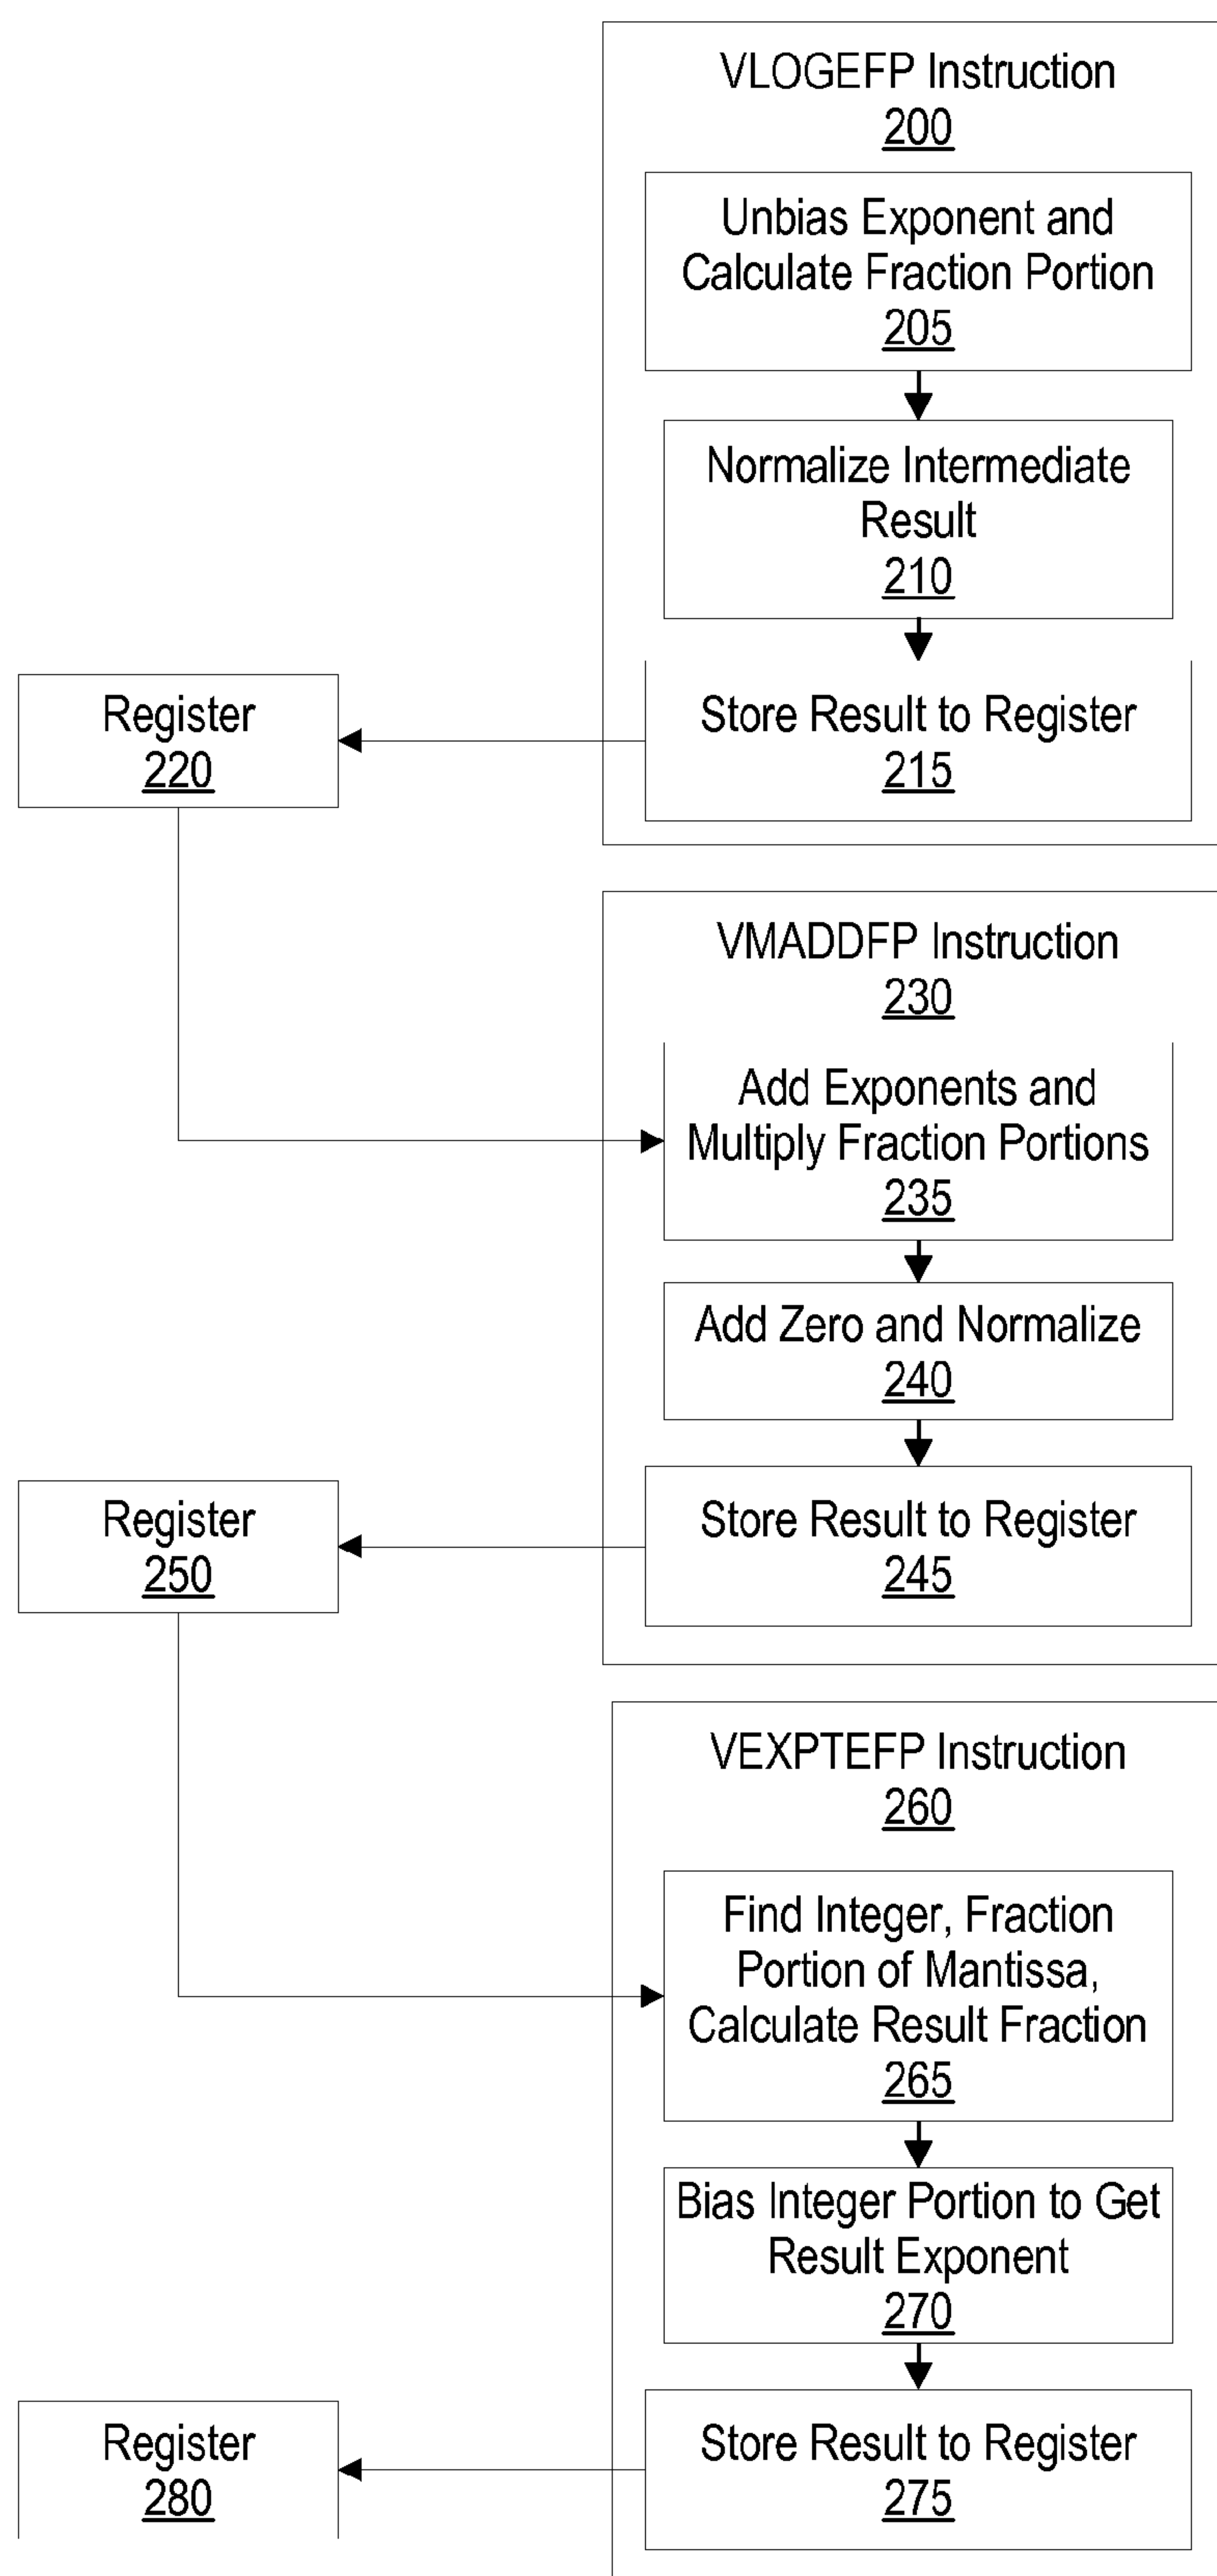 VLOGEFP Instruction
200
Unbias Exponent and
Calculate Fraction Portion
205
Normalize Intermediate
Result
210
Register
220
Store Result to Register
215
VMADDFP Instruction
230
Add Exponents and
Multiply Fraction Portions
235
Add Zero and Normalize
240
Register
250
Store Result to Register
245
VEXPTEFP Instruction
260
Find Integer, Fraction
Portion of Mantissa,
Calculate Result Fraction
265
Bias Integer Portion to Get
Result Exponent
270
Register
280
Store Result to Register
275